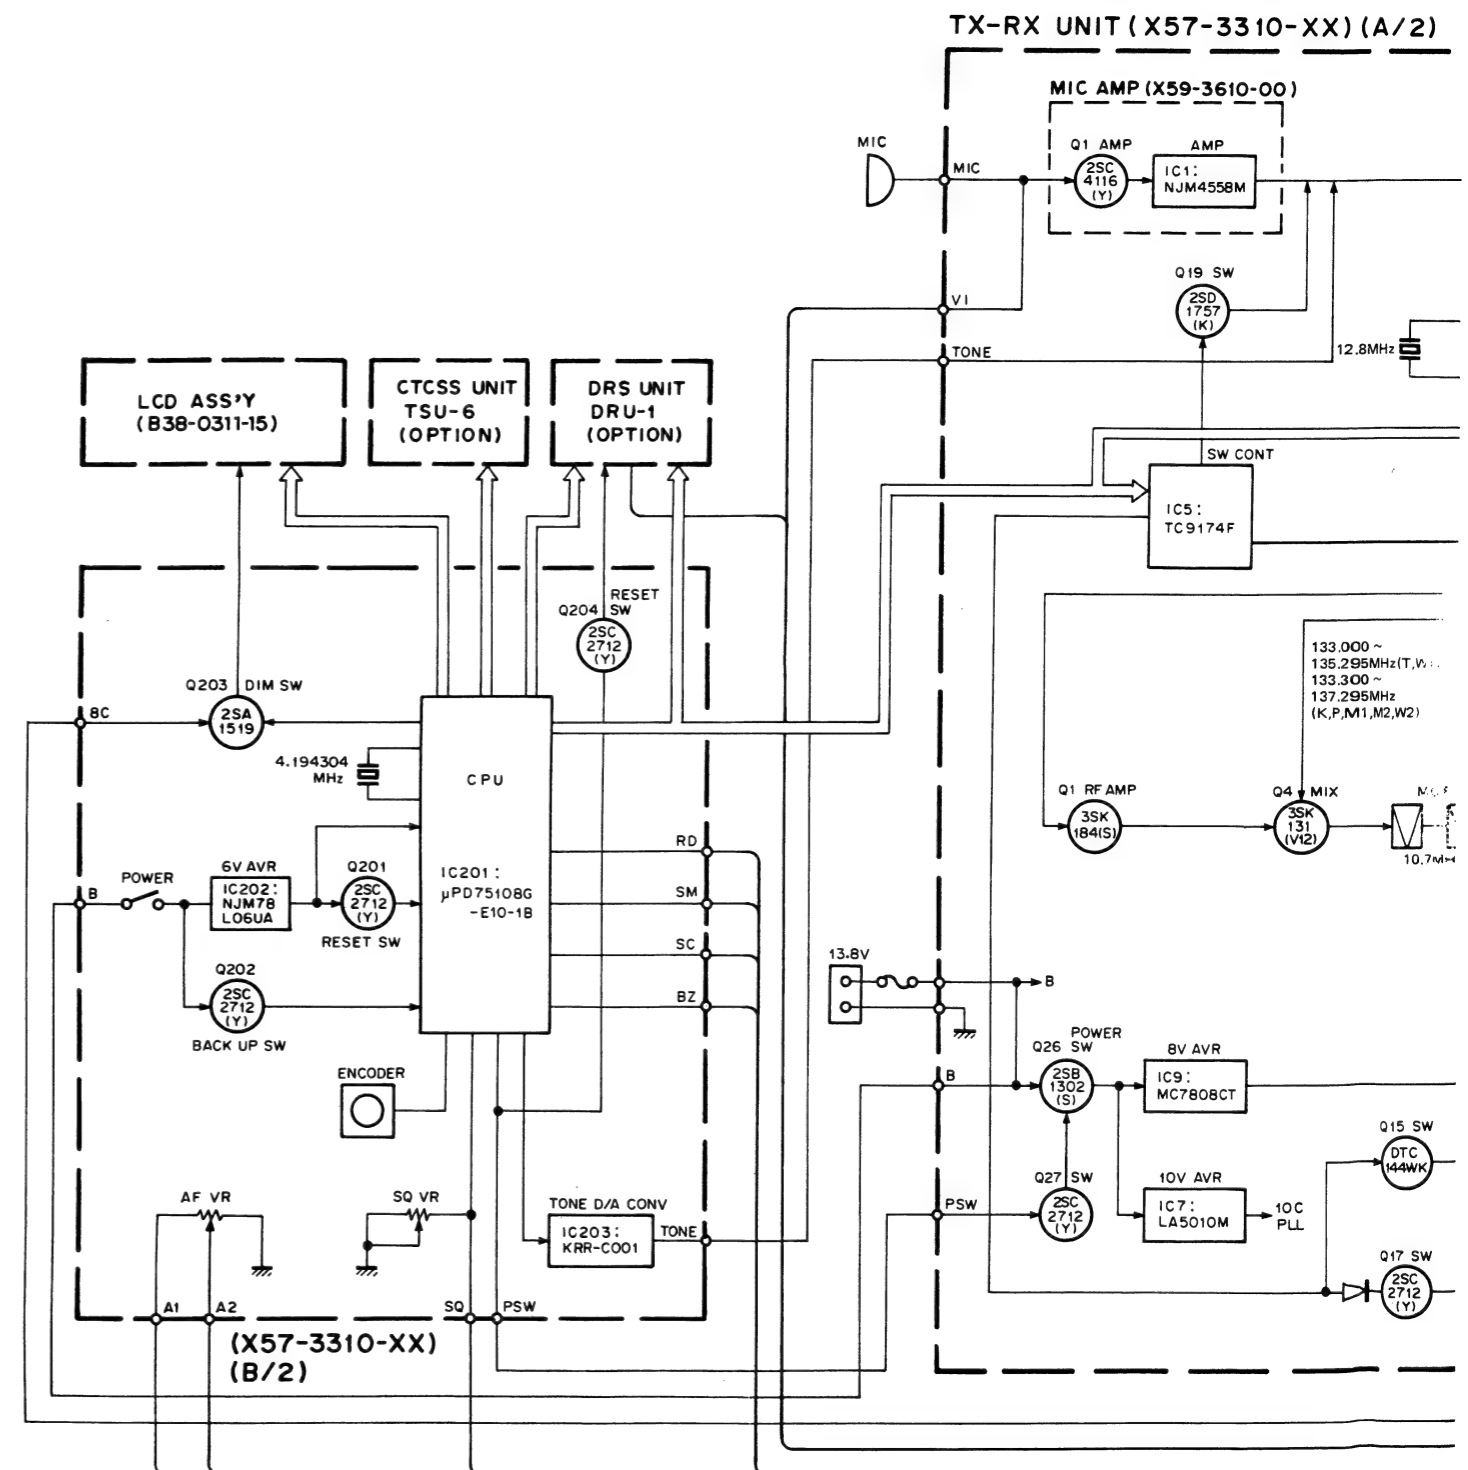 TX-RX UNIT (X57-3310-XX) (A/2)
MIC AMP (X59-3610-00)
MIC
MIC
Q1 AMP
2SC
4116
(Y)
AMP
IC1:
NJM4558M
Q19 SW
2SD
1757
(K)
VI
TONE
12.8MHz
LCD ASS'Y
(B38-0311-15)
CTCSS UNIT
TSU-6
(OPTION)
DRS UNIT
DRU-1
(OPTION)
SW CONT
IC5:
TC9174F
RESET
Q204 SW
2SC
2712
(Y)
133.000~
135.295MHz(T,W
133.300~
137.295MHz
(K,P,M1,M2,W2)
Q203 DIM SW
2SA
1519
8C
4.194304
MHz
CPU
IC201:
μPD75108G
-E10-1B
Q1 RF AMP
3SK
184(S)
Q4 MIX
3SK
131
(V12)
10.7MH
RD
SM
SC
BZ
6V AVR
IC202:
NJM78
L06UA
POWER
B
Q201
2SC
2712
(Y)
RESET SW
Q202
2SC
2712
(Y)
BACK UP SW
13.8V
B
POWER
Q26 SW
2SB
1302
(S)
B
8V AVR
IC9:
MC7808CT
ENCODER
Q15 SW
DTC
144WK
Q27 SW
2SC
2712
(Y)
PSW
10V AVR
IC7:
LA5010M
10C
PLL
AF VR
SQ VR
TONE D/A CONV
IC203:
KRR-C001
TONE
Q17 SW
2SC
2712
(Y)
A1
A2
SQ
PSW
(X57-3310-XX)
(B/2)